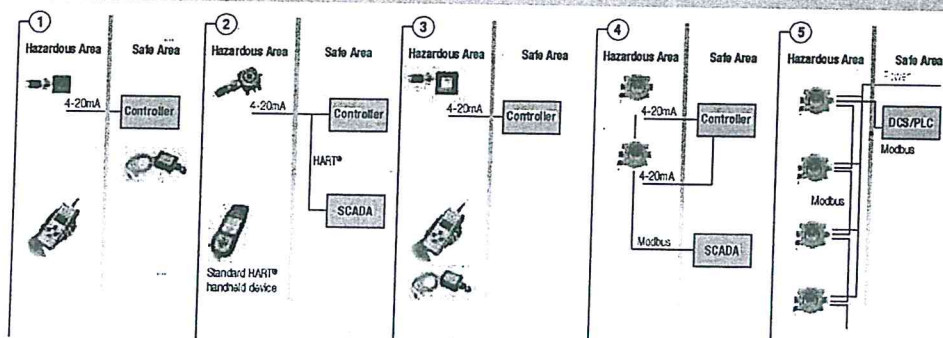 1
Hazardous Area Safe Area
4-20mA
Controller
2
Hazardous Area Safe Area
4-20mA
Controller
HART®
SCADA
Standard HART®
handheld device
3
Hazardous Area Safe Area
4-20mA
Controller
4
Hazardous Area Safe Area
4-20mA
Controller
4-20mA
Modbus
SCADA
5
Hazardous Area Safe Area
Power
DCS/PLC
Modbus
Modbus